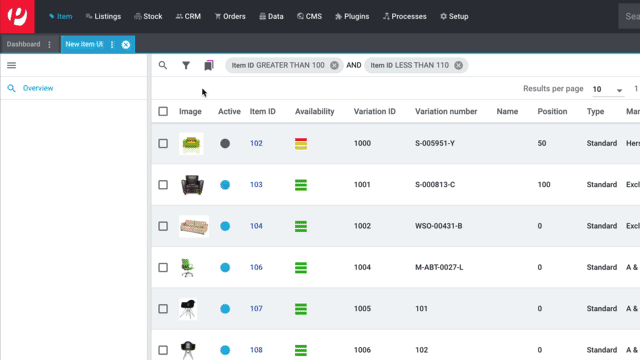 Item Listings Stock CRM Orders Data CMS Plugins Processes Setup Sea
Dashboard New Item UI
Item ID GREATER THAN 100 AND Item ID LESS THAN 110
Overview
Results per page 10 1
Image Active Item ID Availability Variation ID Variation number Name Position Type Man
102 1000 S-005951-Y 50 Standard Hers
103 1001 S-000813-C 100 Standard Excl
104 1002 WSO-00431-B 0 Standard Excl
106 1004 M-ABT-0027-L 0 Standard A &
107 1005 101 0 Standard A &
108 1006 102 0 Standard A &